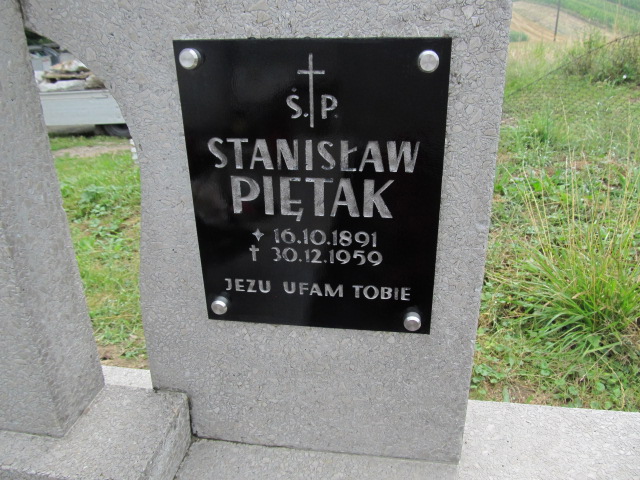 Ś.P.
STANISŁAW
PIĘTAK
16.10.1891
† 30.12.1959
JEZU UFAM TOBIE